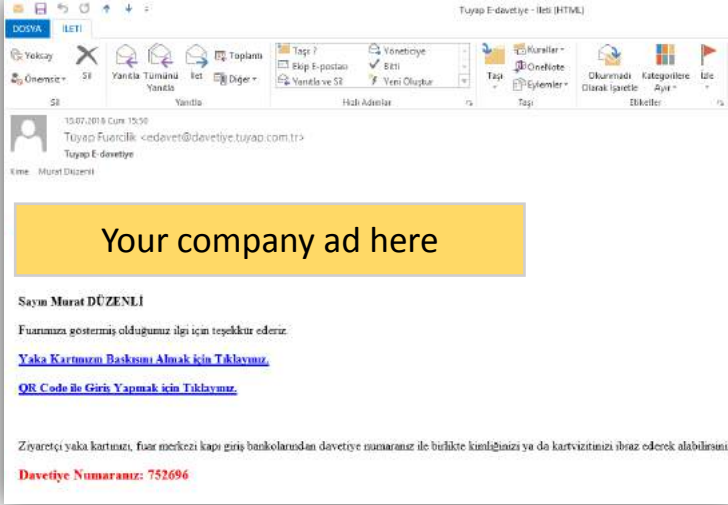 Tuyap E-davetiye - İleti (HTML)
DOSYA İLETİ
Yoksay
Önemsiz
Sil
Yanıtla Tümünü Yanıtla İlet
Toplantı
Diğer
Taşı ?
Ekip E-postası
Yanıtla ve Sil
Yöneticiye
Bitti
Yeni Oluştur
Taşı
Kurallar
OneNote
Eylemler
Okunmadı Olarak İşaretle
Kategorilere Ayır
İzle
Sil Yanıtla Hızlı Adımlar Taşı Etiketler
15.07.2016 Cum 15:50
Tuyap Fuarcilik <edavet@davetiye.tuyap.com.tr>
Tuyap E-davetiye
Kime Murat Düzenli
Your company ad here
Sayın Murat DÜZENLİ
Fuarımıza göstermiş olduğunuz ilgi için teşekkür ederiz.
Yaka Kartınızın Baskısını Almak için Tıklayınız.
QR Code ile Giriş Yapmak için Tıklayınız.
Ziyaretçi yaka kartınızı, fuar merkezi kapı giriş bankolarından davetiye numaranız ile birlikte kimliğinizi ya da kartvizitinizi ibraz ederek alabilirsini
Davetiye Numaranız: 752696